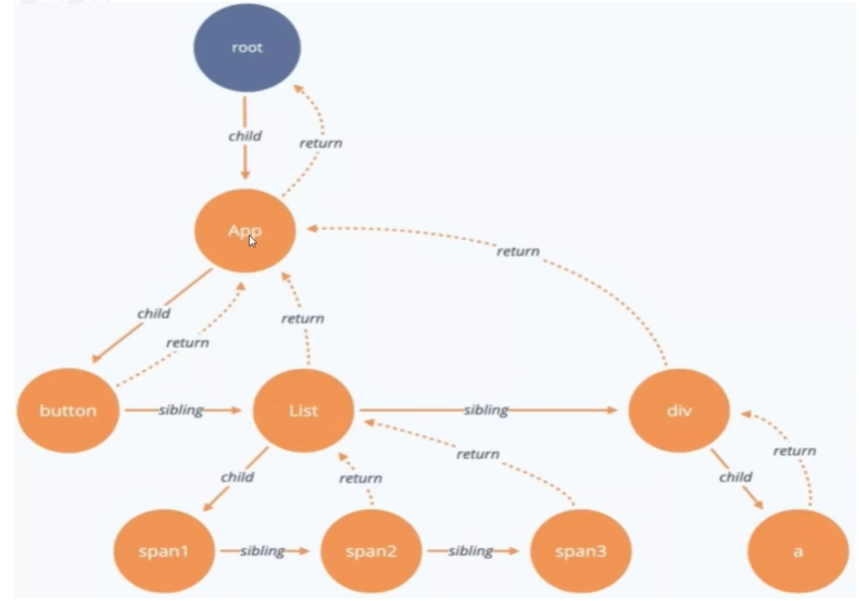 root
child
return
App
return
child
return
return
button
sibling
List
sibling
div
child
return
return
child
return
span1
sibling
span2
sibling
span3
a